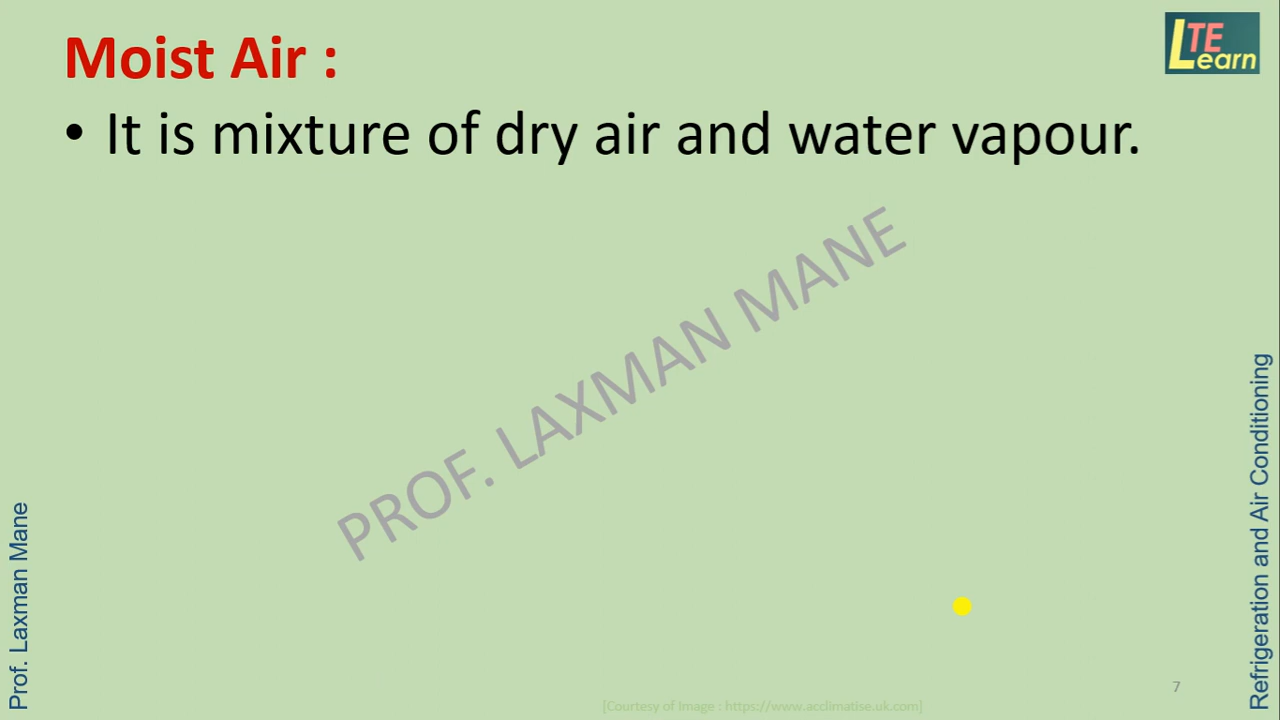 Moist Air :
LTE Learn
• It is mixture of dry air and water vapour.
PROF. LAXMAN MANE
Prof. Laxman Mane
Refrigeration and Air Conditioning
7
[Courtesy of Image : https://www.acclimatise.uk.com]